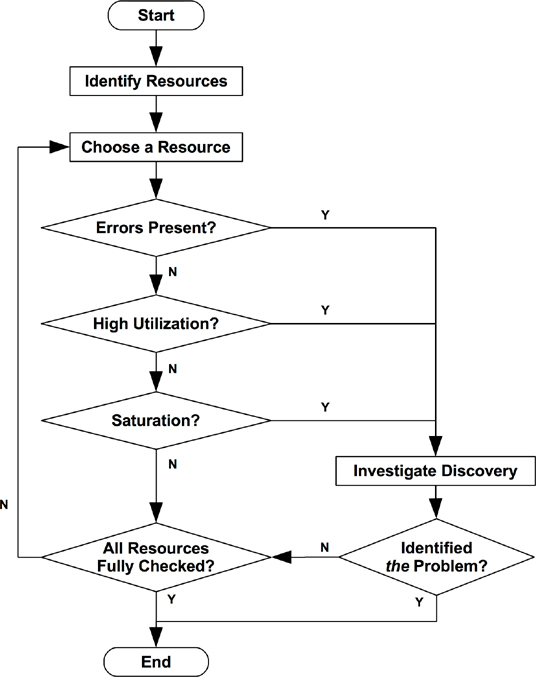 Start
Identify Resources
Choose a Resource
Errors Present?
Y
N
High Utilization?
Y
N
Saturation?
Y
N
Investigate Discovery
N
All Resources
Fully Checked?
N
Identified
the Problem?
Y
Y
End